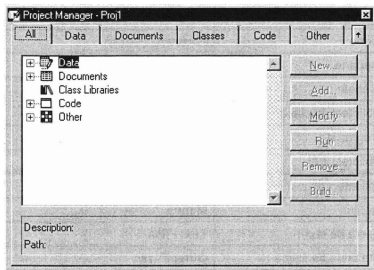 Project Manager - Proj1
All Data Documents Classes Code Other
Data
Documents
Class Libraries
Code
Other
New...
Add...
Modify
Run
Remove...
Build...
Description:
Path: